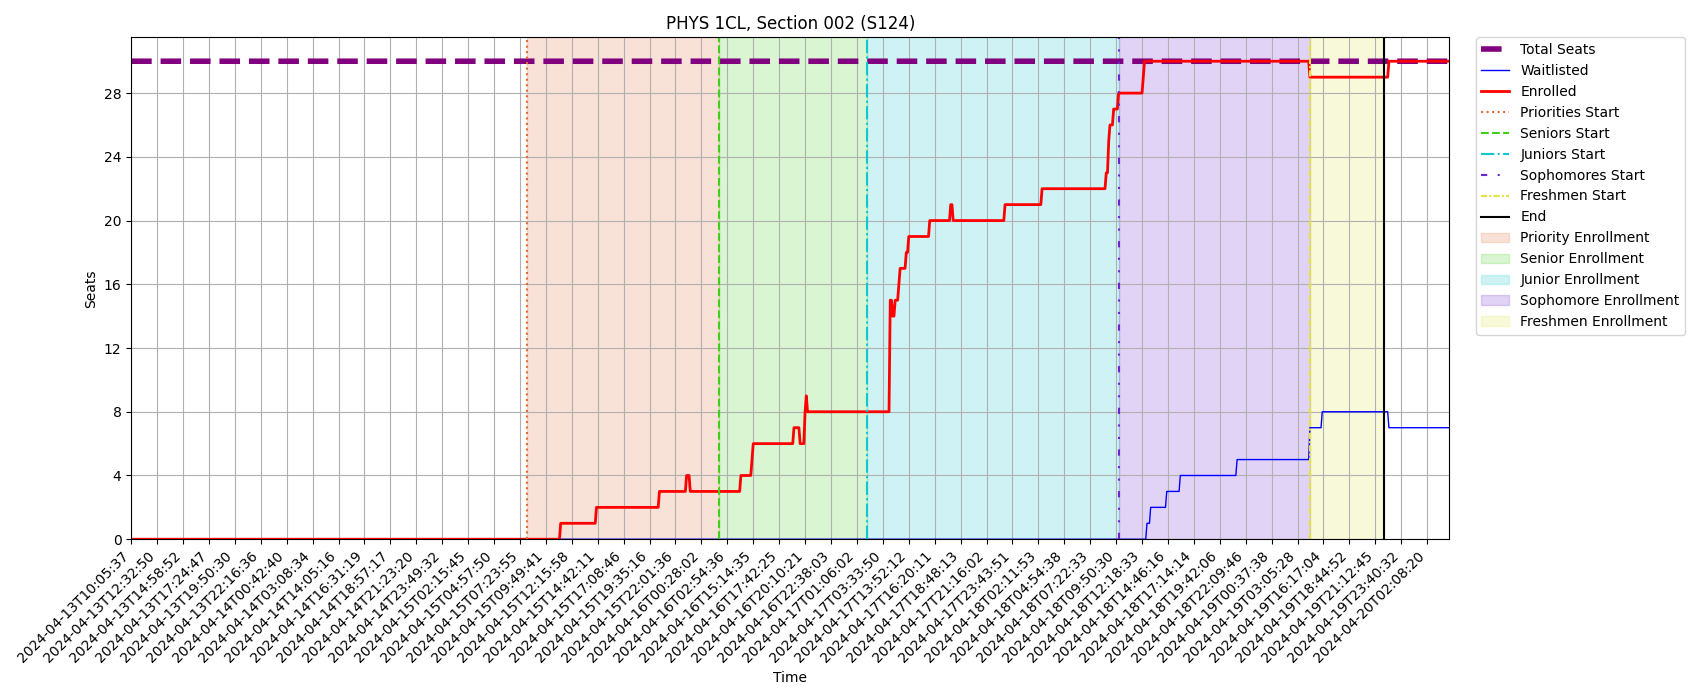 PHYS 1CL, Section 002 (S124)
Total Seats
Waitlisted
Enrolled
Priorities Start
Seniors Start
Juniors Start
Sophomores Start
Freshmen Start
End
Priority Enrollment
Senior Enrollment
Junior Enrollment
Sophomore Enrollment
Freshmen Enrollment
Seats
28
24
20
16
12
8
4
0
2024-04-13T10:05:37
2024-04-13T12:32:50
2024-04-13T14:58:52
2024-04-13T17:24:47
2024-04-13T19:50:30
2024-04-13T22:16:36
2024-04-14T00:42:40
2024-04-14T03:08:34
2024-04-14T14:05:16
2024-04-14T16:31:19
2024-04-14T18:57:17
2024-04-14T21:23:20
2024-04-14T23:49:32
2024-04-15T02:15:45
2024-04-15T04:57:50
2024-04-15T07:23:55
2024-04-15T09:49:41
2024-04-15T12:15:58
2024-04-15T14:42:11
2024-04-15T17:08:46
2024-04-15T19:35:16
2024-04-15T22:01:36
2024-04-16T00:28:02
2024-04-16T02:54:36
2024-04-16T15:14:35
2024-04-16T17:42:25
2024-04-16T20:10:21
2024-04-16T22:38:03
2024-04-17T01:06:02
2024-04-17T03:33:50
2024-04-17T13:52:12
2024-04-17T16:20:11
2024-04-17T18:48:13
2024-04-17T21:16:02
2024-04-17T23:43:51
2024-04-18T02:11:53
2024-04-18T04:54:38
2024-04-18T07:22:33
2024-04-18T09:50:30
2024-04-18T12:18:33
2024-04-18T14:46:16
2024-04-18T17:14:14
2024-04-18T19:42:06
2024-04-18T22:09:46
2024-04-19T00:37:38
2024-04-19T03:05:28
2024-04-19T16:17:04
2024-04-19T18:44:52
2024-04-19T21:12:45
2024-04-19T23:40:32
2024-04-20T02:08:20
Time